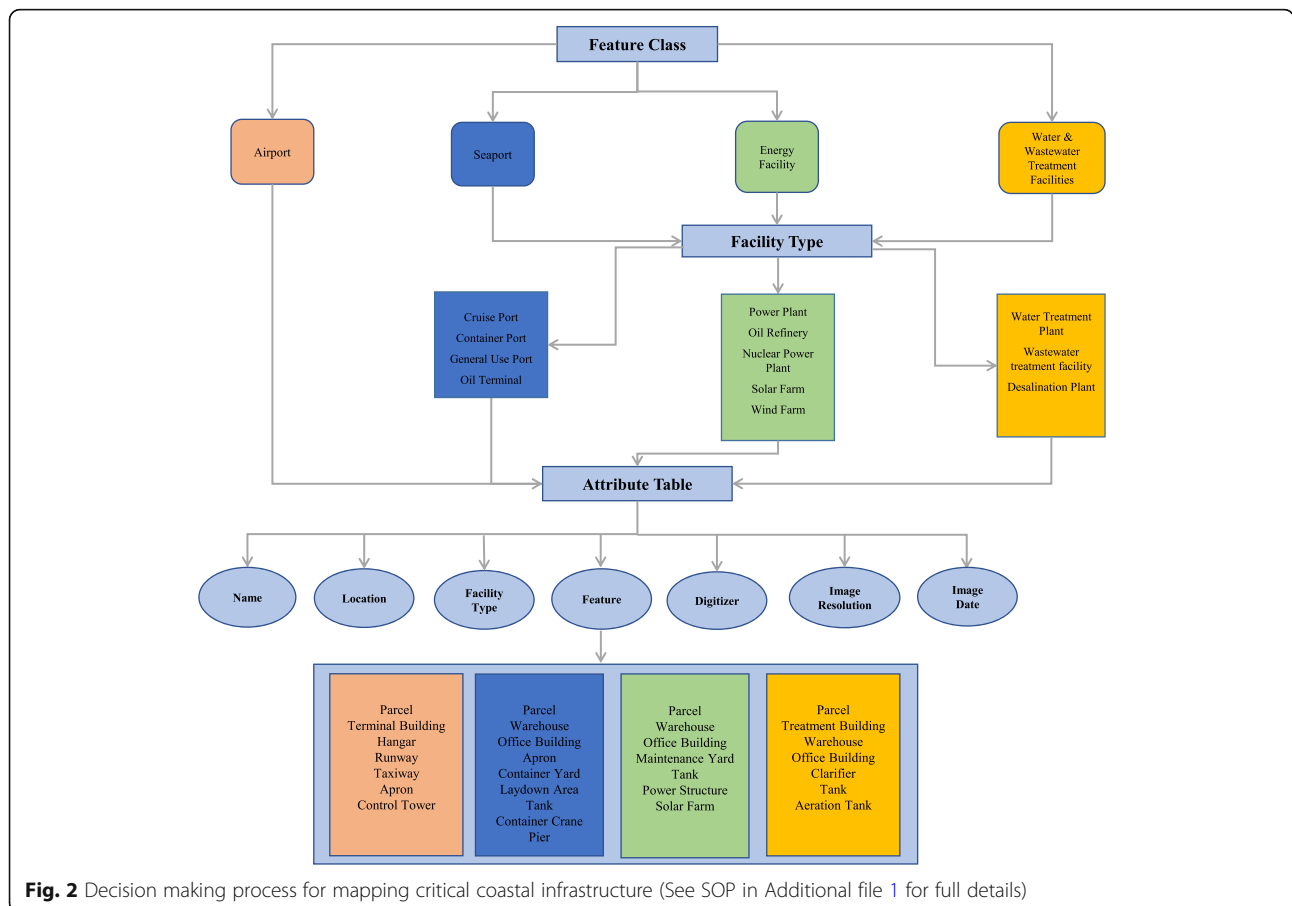 Feature Class
Airport
Seaport
Energy
Facility
Water &
Wastewater
Treatment
Facilities
Facility Type
Cruise Port
Container Port
General Use Port
Oil Terminal
Power Plant
Oil Refinery
Nuclear Power
Plant
Solar Farm
Wind Farm
Water Treatment
Plant
Wastewater
treatment facility
Desalination Plant
Attribute Table
Name
Location
Facility
Type
Feature
Digitizer
Image
Resolution
Image
Date
Parcel
Terminal Building
Hangar
Runway
Taxiway
Apron
Control Tower
Parcel
Warehouse
Office Building
Apron
Container Yard
Laydown Area
Tank
Container Crane
Pier
Parcel
Warehouse
Office Building
Maintenance Yard
Tank
Power Structure
Solar Farm
Parcel
Treatment Building
Warehouse
Office Building
Clarifier
Tank
Aeration Tank
Fig. 2 Decision making process for mapping critical coastal infrastructure (See SOP in Additional file 1 for full details)